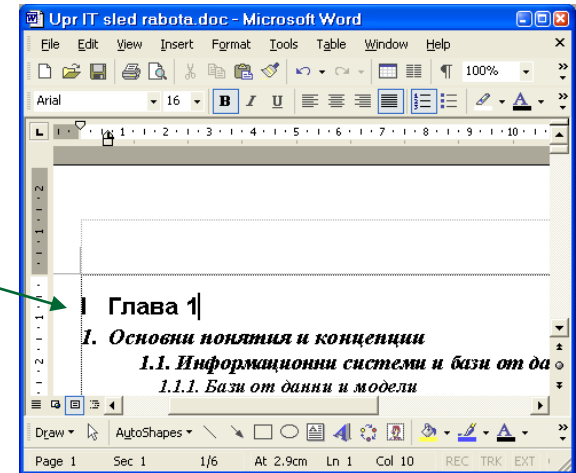 Upr IT sled rabota.doc - Microsoft Word
File Edit View Insert Format Tools Table Window Help
100%
Arial 16 B I U A
L 1 1 2 3 4 5 6 7 8 9 10
2 1
I Глава 1
1. Основни понятия и концепции
1.1. Информационни системи и бази от да
1.1.1. Бази от данни и модели
1 2
Draw AutoShapes A
Page 1 Sec 1 1/6 At 2.9cm Ln 1 Col 10 REC TRK EXT